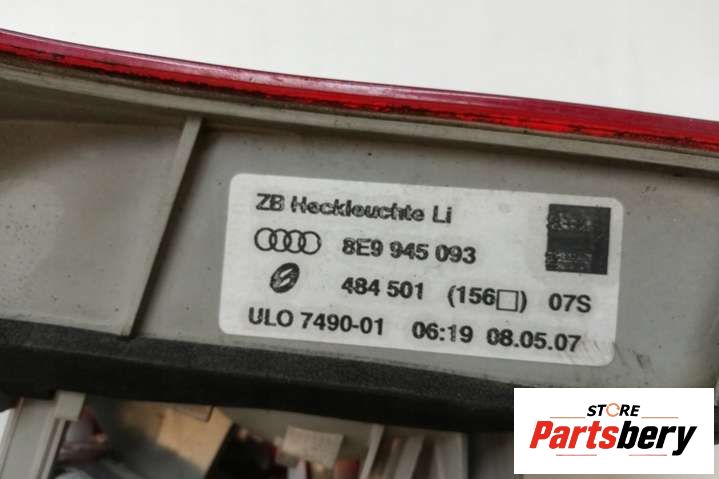 ZB Heckleuchte Li
8E9 945 093
484 501 (156□) 07S
ULO 7490-01 06:19 08.05.07
STORE
Partsbery